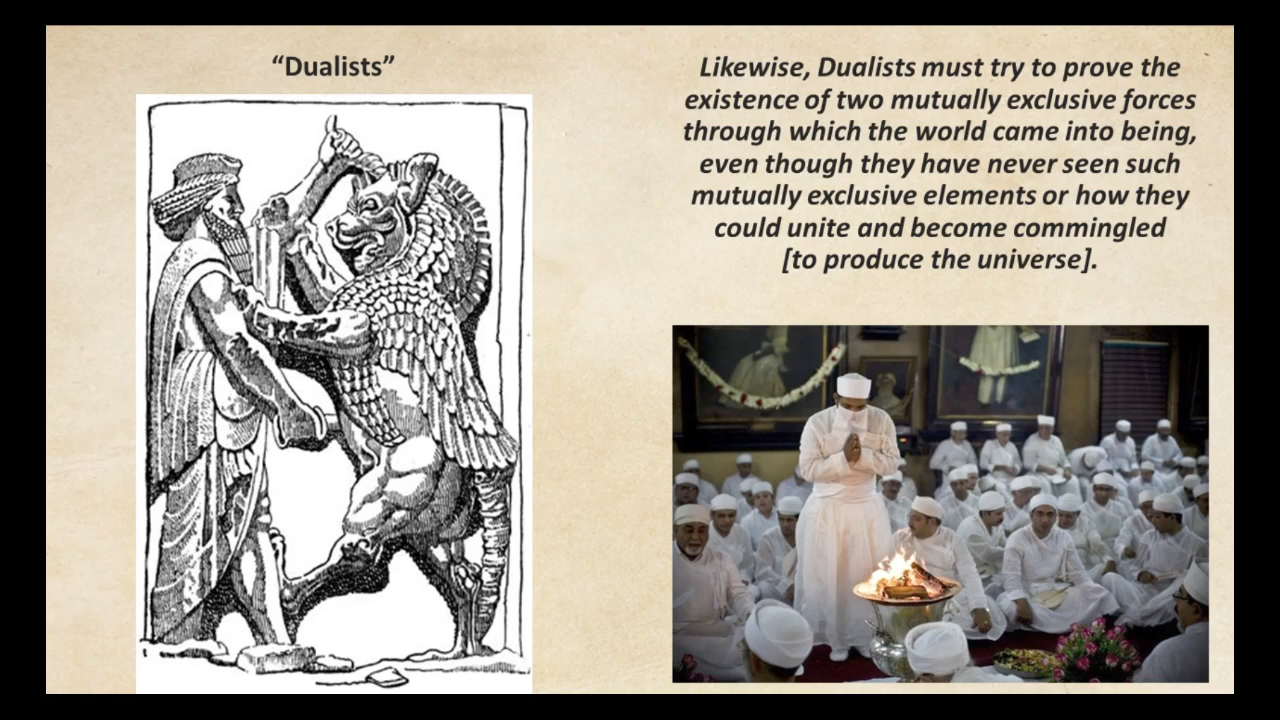 “Dualists”
Likewise, Dualists must try to prove the
existence of two mutually exclusive forces
through which the world came into being,
even though they have never seen such
mutually exclusive elements or how they
could unite and become commingled
[to produce the universe].